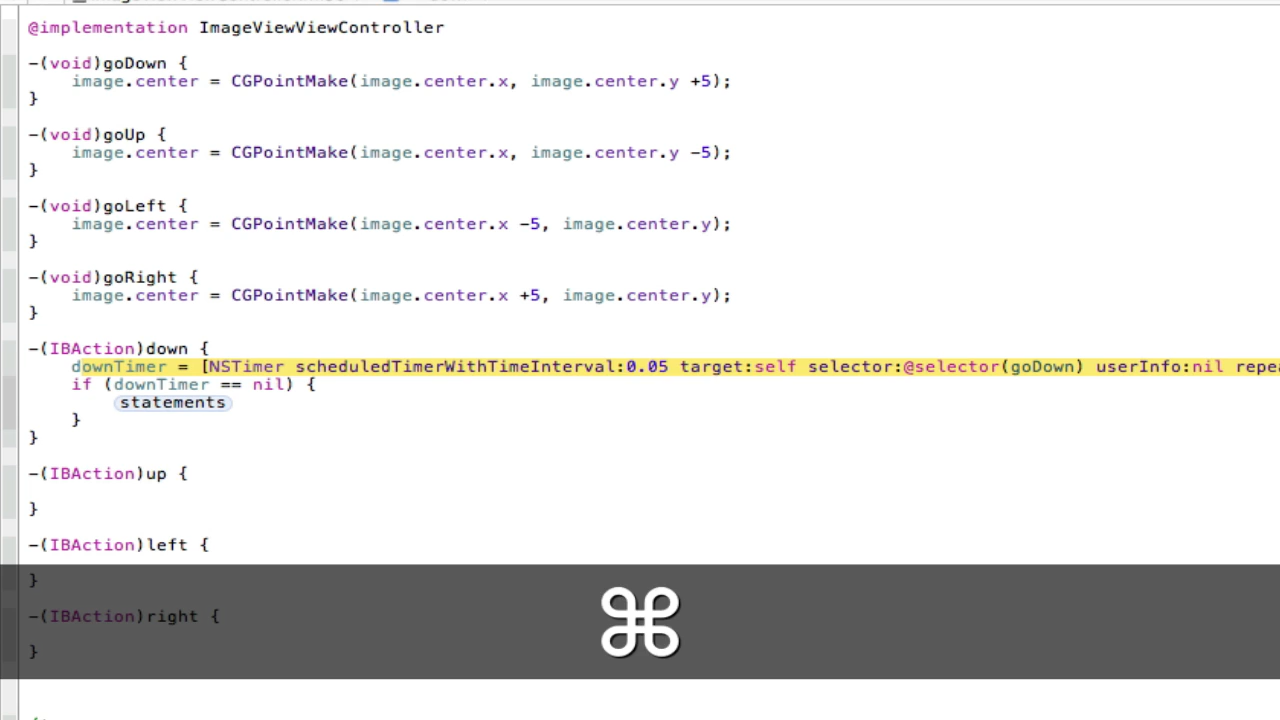 @implementation ImageViewViewController
-(void)goDown {
image.center = CGPointMake(image.center.x, image.center.y +5);
}
-(void)goUp {
image.center = CGPointMake(image.center.x, image.center.y -5);
}
-(void)goLeft {
image.center = CGPointMake(image.center.x -5, image.center.y);
}
-(void)goRight {
image.center = CGPointMake(image.center.x +5, image.center.y);
}
-(IBAction)down {
downTimer = [NSTimer scheduledTimerWithTimeInterval:0.05 target:self selector:@selector(goDown) userInfo:nil repea
if (downTimer == nil) {
statements
}
}
-(IBAction)up {
}
-(IBAction)left {
}
-(IBAction)right {
}
⌘